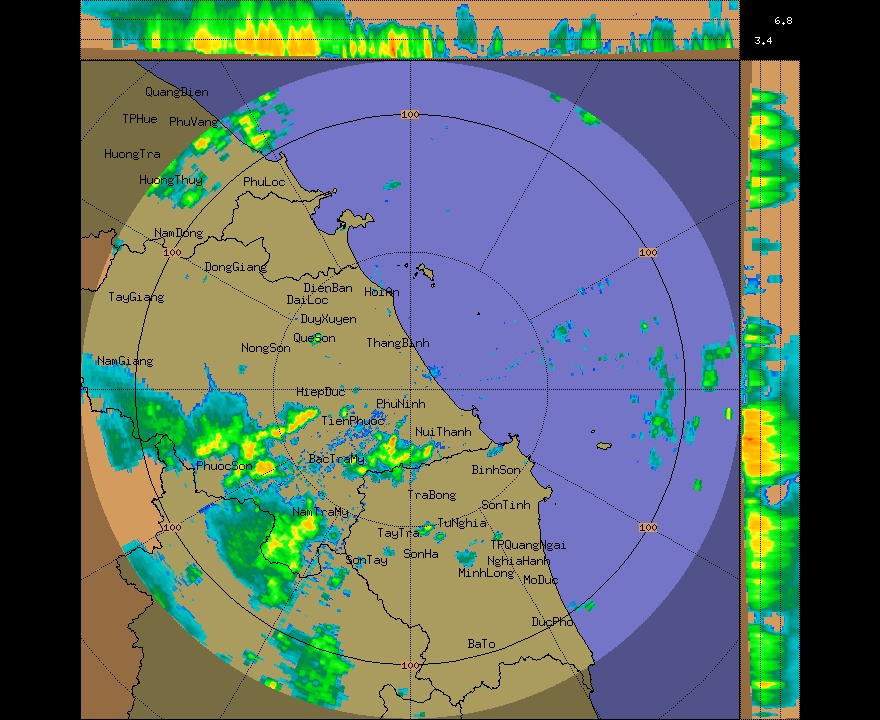 6.8
3.4
QuangDien
100
TPHue PhuVang
HuongTra
HuongThuy PhuLoc
NamDong
100 100
DongGiang
DienBan HoiAn
TayGiang DaiLoc
DuyXuyen
QueSon
NongSon ThangBinh
NamGiang
HiepDuc
PhuNinh
TienPhuoc
NuiThanh
BacTraMy
PhuocSon BinhSon
TraBong
SonTinh
NamTraMy
100 TuNghia 100
TayTra
TPQuangNgai
SonTay SonHa NghiaHanh
MinhLong MoDuc
DucPho
BaTo
100